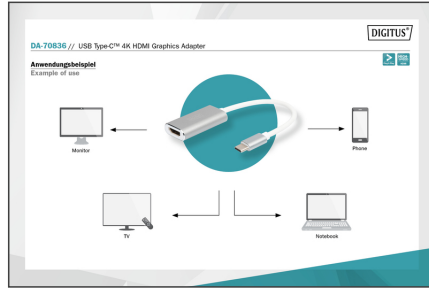 DIGITUS®
DA-70836 // USB Type-C™ 4K HDMI Graphics Adapter
Anwendungsbeispiel
Example of use
Monitor
Phone
TV
Notebook